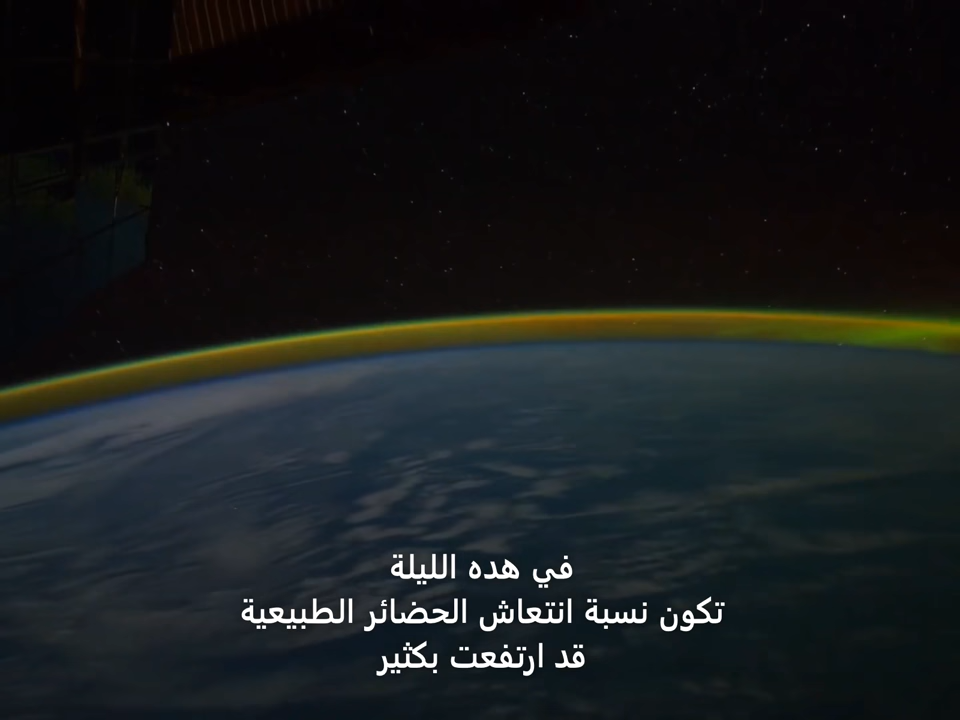 في هده الليلة
تكون نسبة انتعاش الحضائر الطبيعية
قد ارتفعت بكثير